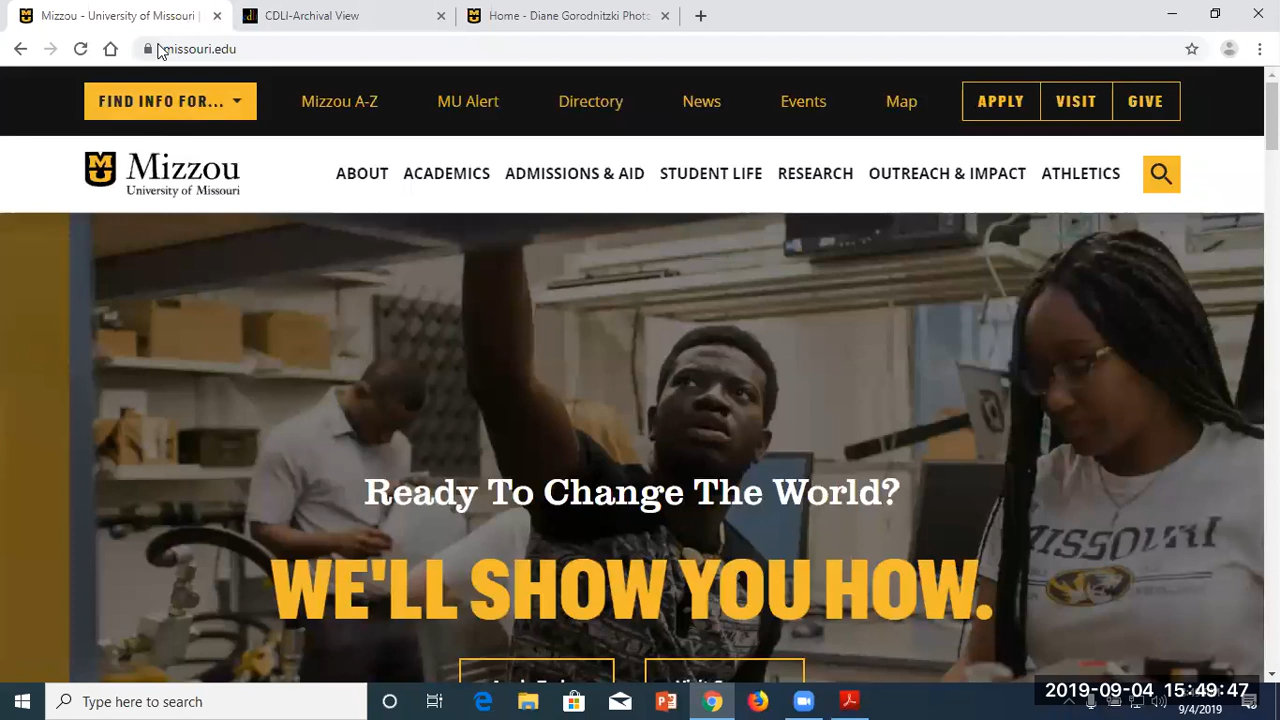 Mizzou - University of Missouri |
CDLI-Archival View
Home - Diane Gorodnitzki Phot
missouri.edu
FIND INFO FOR...
Mizzou A-Z
MU Alert
Directory
News
Events
Map
APPLY
VISIT
GIVE
MU
Mizzou
University of Missouri
ABOUT
ACADEMICS
ADMISSIONS & AID
STUDENT LIFE
RESEARCH
OUTREACH & IMPACT
ATHLETICS
Ready To Change The World?
WE'LL SHOW YOU HOW.
MISSOURI
Type here to search
2019-09-04 15:49:47
9/4/2019